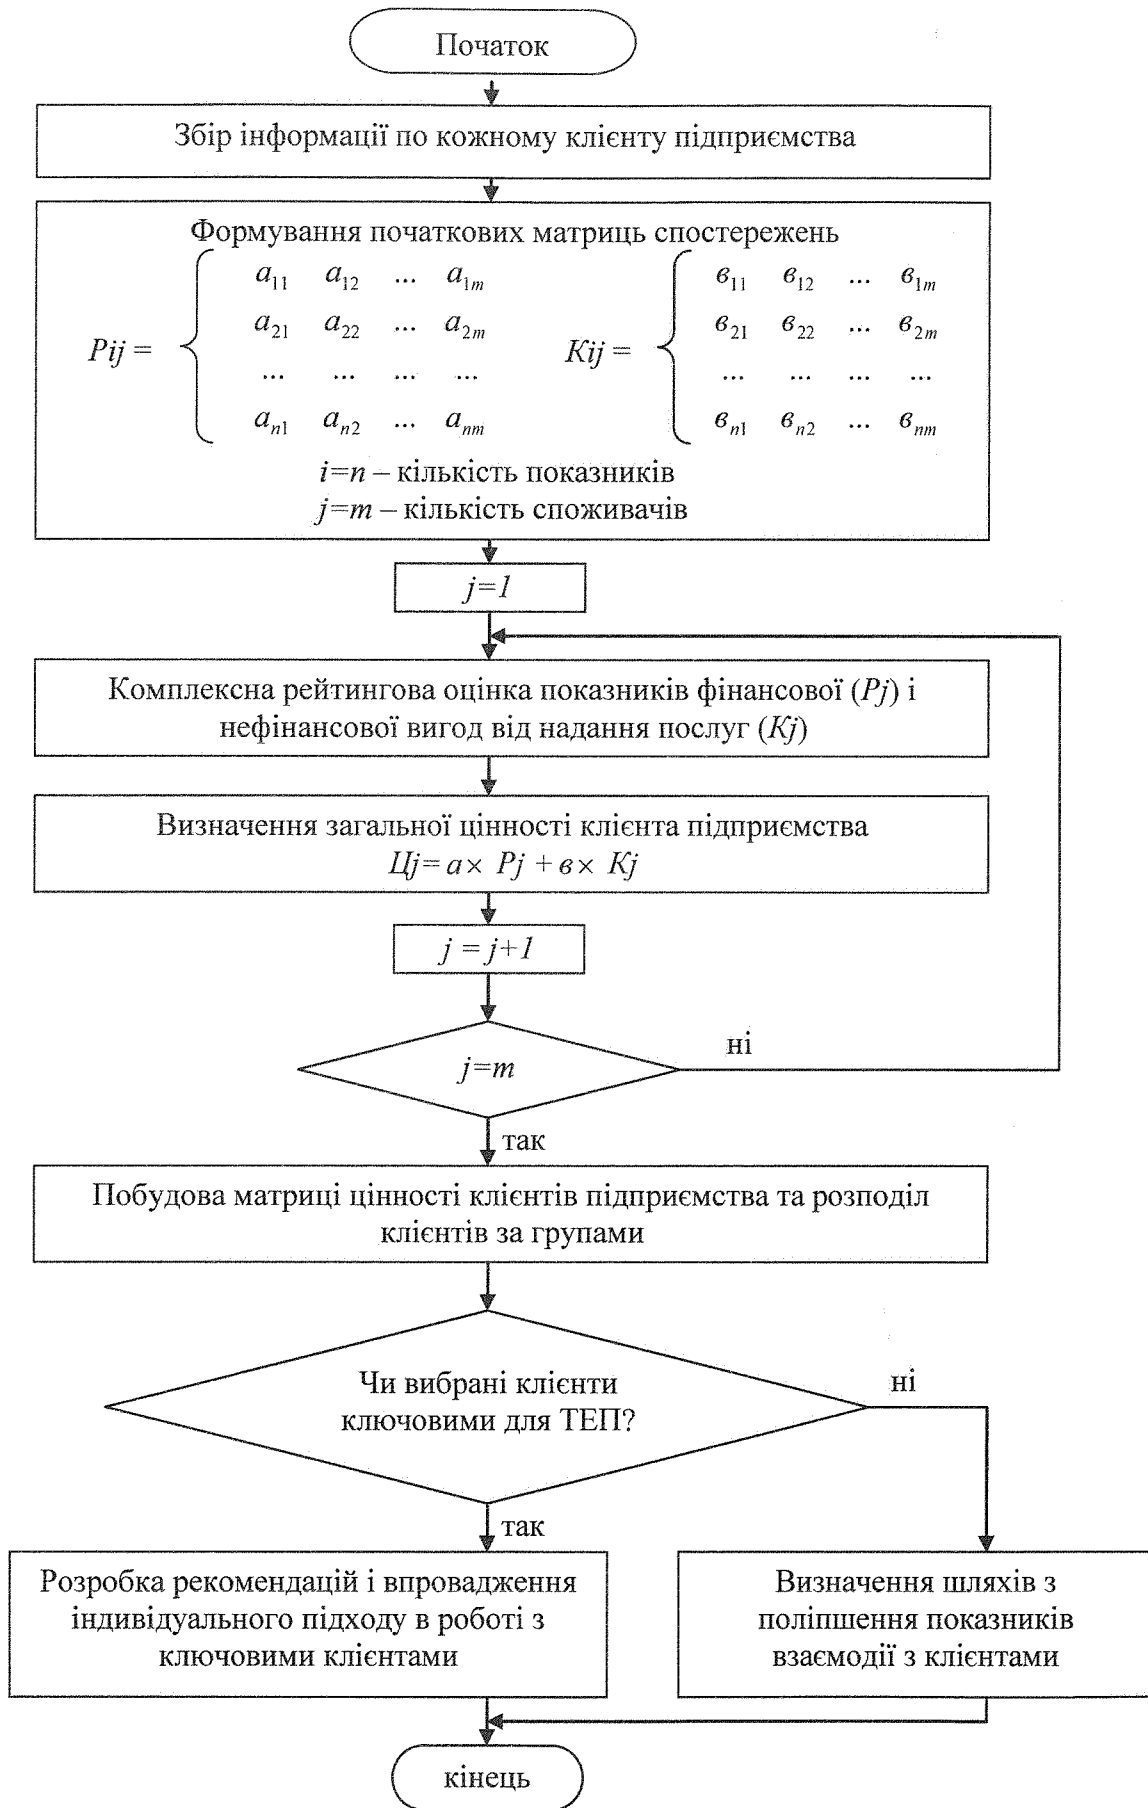 Початок
Збір інформації по кожному клієнту підприємства
Формування початкових матриць спостережень
Pij =
a11 a12 ... a1m
a21 a22 ... a2m
... ... ... ...
an1 an2 ... anm
Kij =
в11 в12 ... в1m
в21 в22 ... в2m
... ... ... ...
вn1 вn2 ... вnm
i=n – кількість показників
j=m – кількість споживачів
j=1
Комплексна рейтингова оцінка показників фінансової (Pj) і
нефінансової вигод від надання послуг (Kj)
Визначення загальної цінності клієнта підприємства
Цj= a× Pj + в× Kj
j = j+1
j=m
ні
так
Побудова матриці цінності клієнтів підприємства та розподіл
клієнтів за групами
Чи вибрані клієнти
ключовими для ТЕП?
ні
так
Розробка рекомендацій і впровадження
індивідуального підходу в роботі з
ключовими клієнтами
Визначення шляхів з
поліпшення показників
взаємодії з клієнтами
кінець